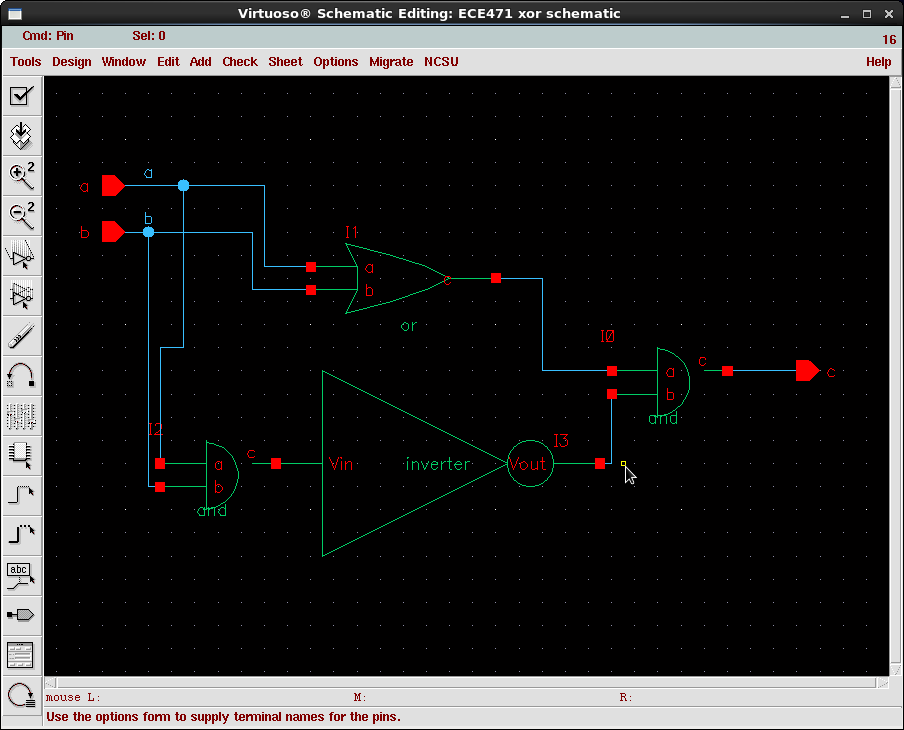 Virtuoso® Schematic Editing: ECE471 xor schematic
Cmd: Pin Sel: 0
16
Tools Design Window Edit Add Check Sheet Options Migrate NCSU Help
2
2
abc
a a
b b
I1
a
b
c
or
I0
a
b
c
c
and
I2
a
b
c
and
Vin
inverter
Vout
I3
mouse L: M: R:
Use the options form to supply terminal names for the pins.